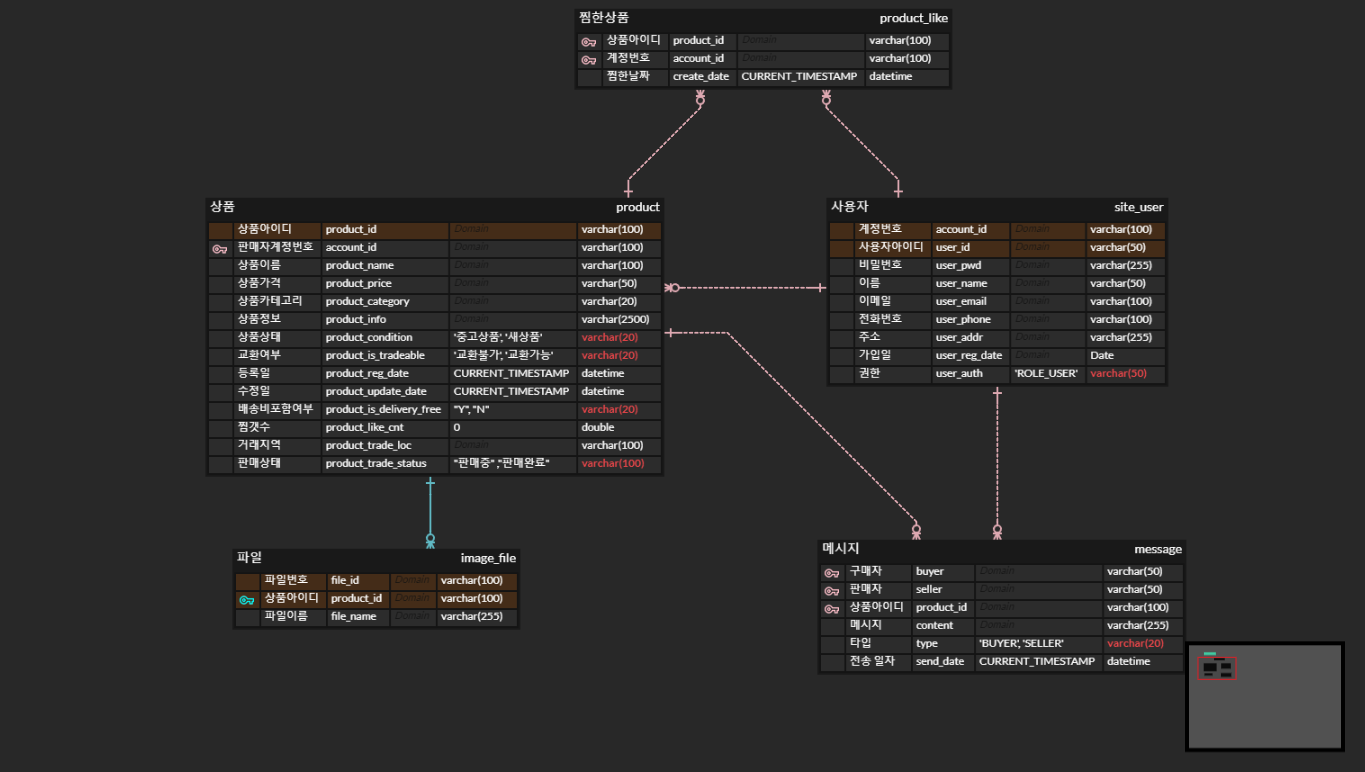 찜한상품 product_like
상품아이디 product_id Domain varchar(100)
계정번호 account_id Domain varchar(100)
찜한날짜 create_date CURRENT_TIMESTAMP datetime
상품 product
상품아이디 product_id Domain varchar(100)
판매자계정번호 account_id Domain varchar(100)
상품이름 product_name Domain varchar(100)
상품가격 product_price Domain varchar(50)
상품카테고리 product_category Domain varchar(20)
상품정보 product_info Domain varchar(2500)
상품상태 product_condition '중고상품', '새상품' varchar(20)
교환여부 product_is_tradeable '교환불가', '교환가능' varchar(20)
등록일 product_reg_date CURRENT_TIMESTAMP datetime
수정일 product_update_date CURRENT_TIMESTAMP datetime
배송비포함여부 product_is_delivery_free "Y", "N" varchar(20)
찜갯수 product_like_cnt 0 double
거래지역 product_trade_loc Domain varchar(100)
판매상태 product_trade_status "판매중" ,"판매완료" varchar(100)
사용자 site_user
계정번호 account_id Domain varchar(100)
사용자아이디 user_id Domain varchar(50)
비밀번호 user_pwd Domain varchar(255)
이름 user_name Domain varchar(50)
이메일 user_email Domain varchar(100)
전화번호 user_phone Domain varchar(100)
주소 user_addr Domain varchar(255)
가입일 user_reg_date Domain Date
권한 user_auth 'ROLE_USER' varchar(50)
파일 image_file
파일번호 file_id Domain varchar(100)
상품아이디 product_id Domain varchar(100)
파일이름 file_name Domain varchar(255)
메시지 message
구매자 buyer Domain varchar(50)
판매자 seller Domain varchar(50)
상품아이디 product_id Domain varchar(100)
메시지 content Domain varchar(255)
타입 type 'BUYER', 'SELLER' varchar(20)
전송 일자 send_date CURRENT_TIMESTAMP datetime